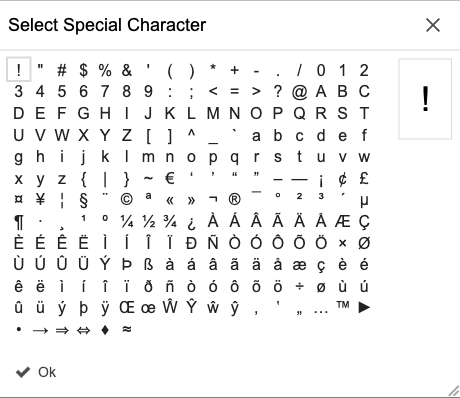 Select Special Character ×
! " # $ % & ' ( ) * + - . / 0 1 2
3 4 5 6 7 8 9 : ; < = > ? @ A B C
D E F G H I J K L M N O P Q R S T
U V W X Y Z [ ] ^ _ ` a b c d e f
g h i j k l m n o p q r s t u v w
x y z { | } ~ € ‘ ’ “ ” – — ¡ ¢ £
¤ ¥ ¦ § ¨ © ª « » ¬ ® ¯ ° ² ³ ´ µ
¶ · ¸ ¹ º ¼ ½ ¾ ¿ À Á Â Ã Ä Å Æ Ç
È É Ê Ë Ì Í Î Ï Ð Ñ Ò Ó Ô Õ Ö × Ø
Ù Ú Û Ü Ý Þ ß à á â ã ä å æ ç è é
ê ë ì í î ï ð ñ ò ó ô õ ö ÷ ø ù ú
û ü ý þ ÿ Œ œ Ŵ Ŷ ŵ ŷ ‚ ‛ „ … ™ ►
• → ⇒ ⇔ ♦ ≈
!
Ok